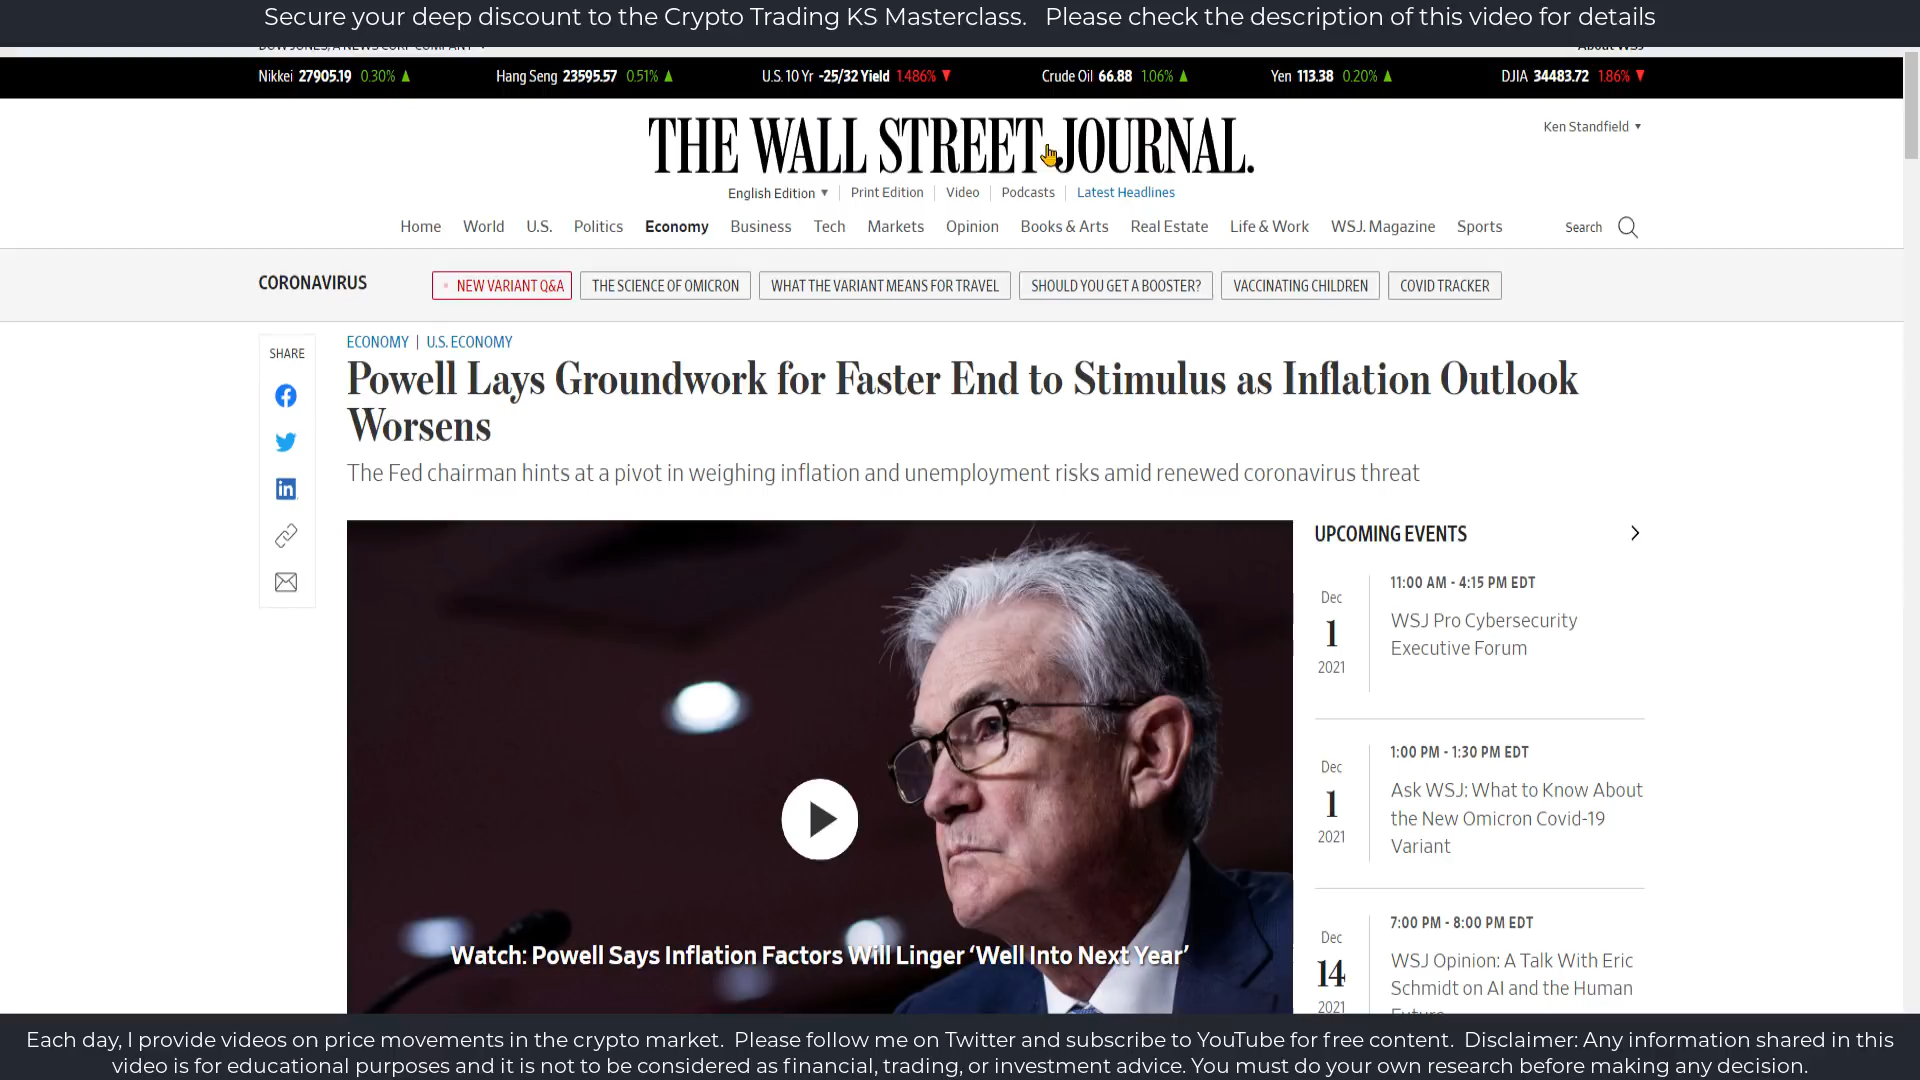 Secure your deep discount to the Crypto Trading KS Masterclass. Please check the description of this video for details
DOW JONES, A NEWS CORP COMPANY
About WSJ
Nikkei 27905.19 0.30% ▲ Hang Seng 23595.57 0.51% ▲ U.S. 10 Yr -25/32 Yield 1.486% ▼ Crude Oil 66.88 1.06% ▲ Yen 113.38 0.20% ▲ DJIA 34483.72 1.86% ▼
THE WALL STREET JOURNAL.
Ken Standfield ▼
English Edition ▼ Print Edition Video Podcasts Latest Headlines
Home World U.S. Politics Economy Business Tech Markets Opinion Books & Arts Real Estate Life & Work WSJ. Magazine Sports Search
CORONAVIRUS NEW VARIANT Q&A THE SCIENCE OF OMICRON WHAT THE VARIANT MEANS FOR TRAVEL SHOULD YOU GET A BOOSTER? VACCINATING CHILDREN COVID TRACKER
SHARE
in
ECONOMY | U.S. ECONOMY
Powell Lays Groundwork for Faster End to Stimulus as Inflation Outlook
Worsens
The Fed chairman hints at a pivot in weighing inflation and unemployment risks amid renewed coronavirus threat
Watch: Powell Says Inflation Factors Will Linger ‘Well Into Next Year’
UPCOMING EVENTS
Dec
1
2021
11:00 AM - 4:15 PM EDT
WSJ Pro Cybersecurity
Executive Forum
Dec
1
2021
1:00 PM - 1:30 PM EDT
Ask WSJ: What to Know About
the New Omicron Covid-19
Variant
Dec
14
2021
7:00 PM - 8:00 PM EDT
WSJ Opinion: A Talk With Eric
Schmidt on AI and the Human
Future
Each day, I provide videos on price movements in the crypto market. Please follow me on Twitter and subscribe to YouTube for free content. Disclaimer: Any information shared in this
video is for educational purposes and it is not to be considered as financial, trading, or investment advice. You must do your own research before making any decision.